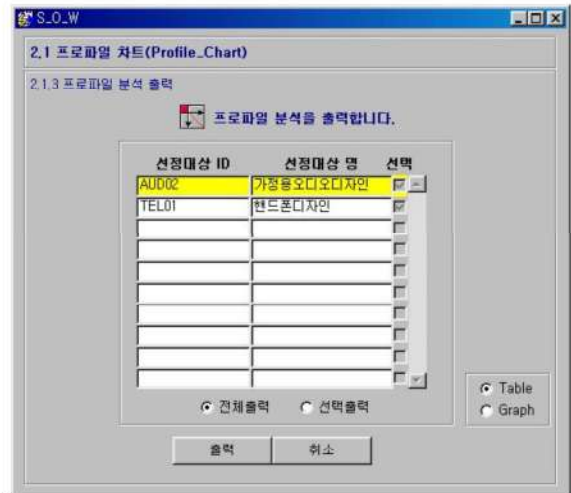 S_O_W
2.1 프로파일 차트(Profile_Chart)
2.1.3 프로파일 분석 출력
프로파일 분석을 출력합니다.
선정대상 ID 선정대상 명 선택
AUD02 가정용오디오디자인
TEL01 핸드폰디자인
전체출력 선택출력
Table
Graph
출력 취소